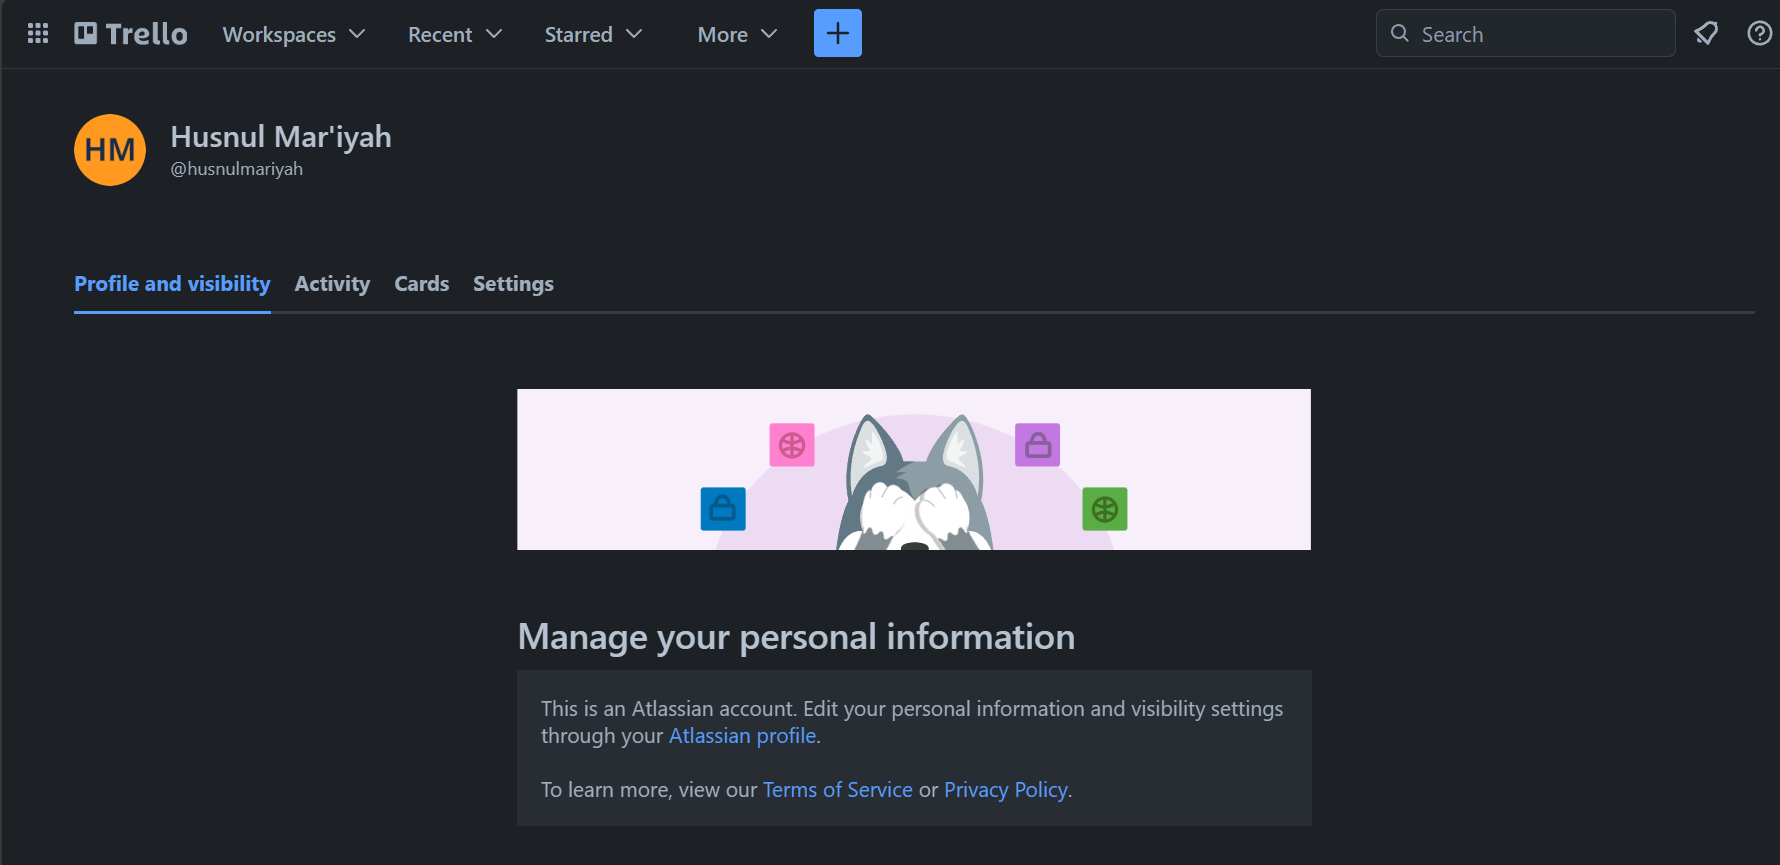 Trello Workspaces Recent Starred More Search
HM
Husnul Mar'iyah
@husnulmariyah
Profile and visibility Activity Cards Settings
Manage your personal information
This is an Atlassian account. Edit your personal information and visibility settings
through your Atlassian profile.
To learn more, view our Terms of Service or Privacy Policy.